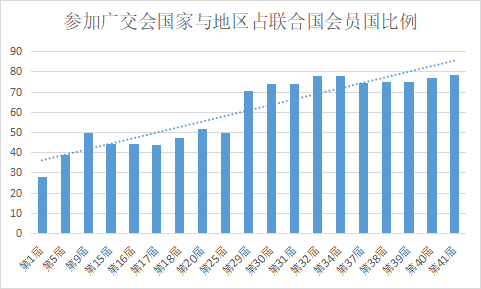 参加广交会国家与地区占联合国会员国比例
90
80
70
60
50
40
30
20
10
0
第1届
第5届
第9届
第15届
第16届
第17届
第18届
第20届
第25届
第29届
第30届
第31届
第32届
第34届
第37届
第38届
第39届
第40届
第41届